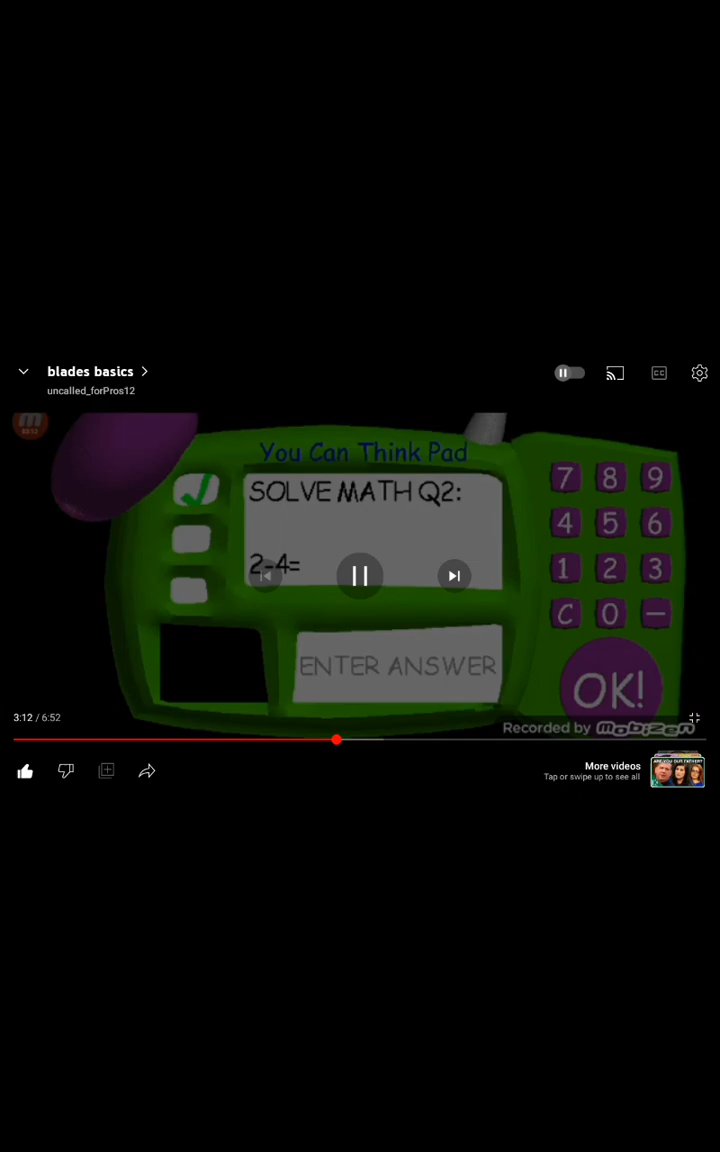 blades basics
uncalled_forPros12
CC
You Can Think Pad
SOLVE MATH Q2:
2-4=
7 8 9
4 5 6
1 2 3
C 0 -
ENTER ANSWER
OK!
3:12 / 6:52
Recorded by mobizen
More videos
Tap or swipe up to see all